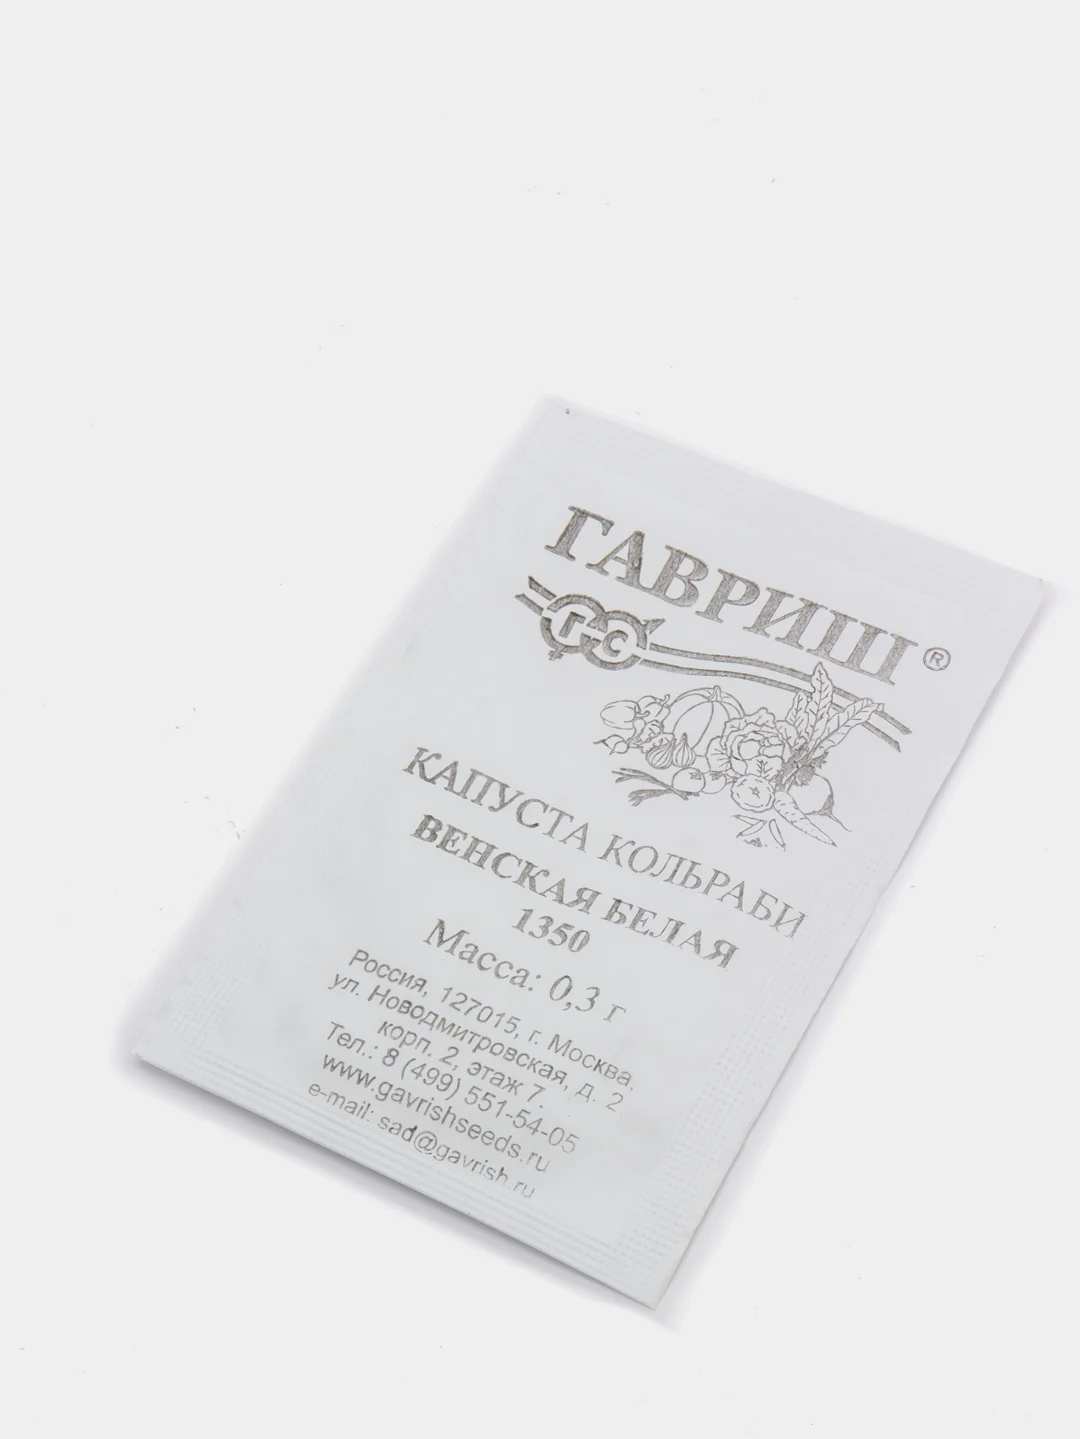 ГАВРИШ®
ГС
КАПУСТА КОЛЬРАБИ
ВЕНСКАЯ БЕЛАЯ
1350
Масса: 0,3 г
Россия, 127015, г. Москва,
ул. Новодмитровская, д. 2,
корп. 2, этаж 7.
Тел.: 8 (499) 551-54-05
www.gavrishseeds.ru
e-mail: sad@gavrish.ru